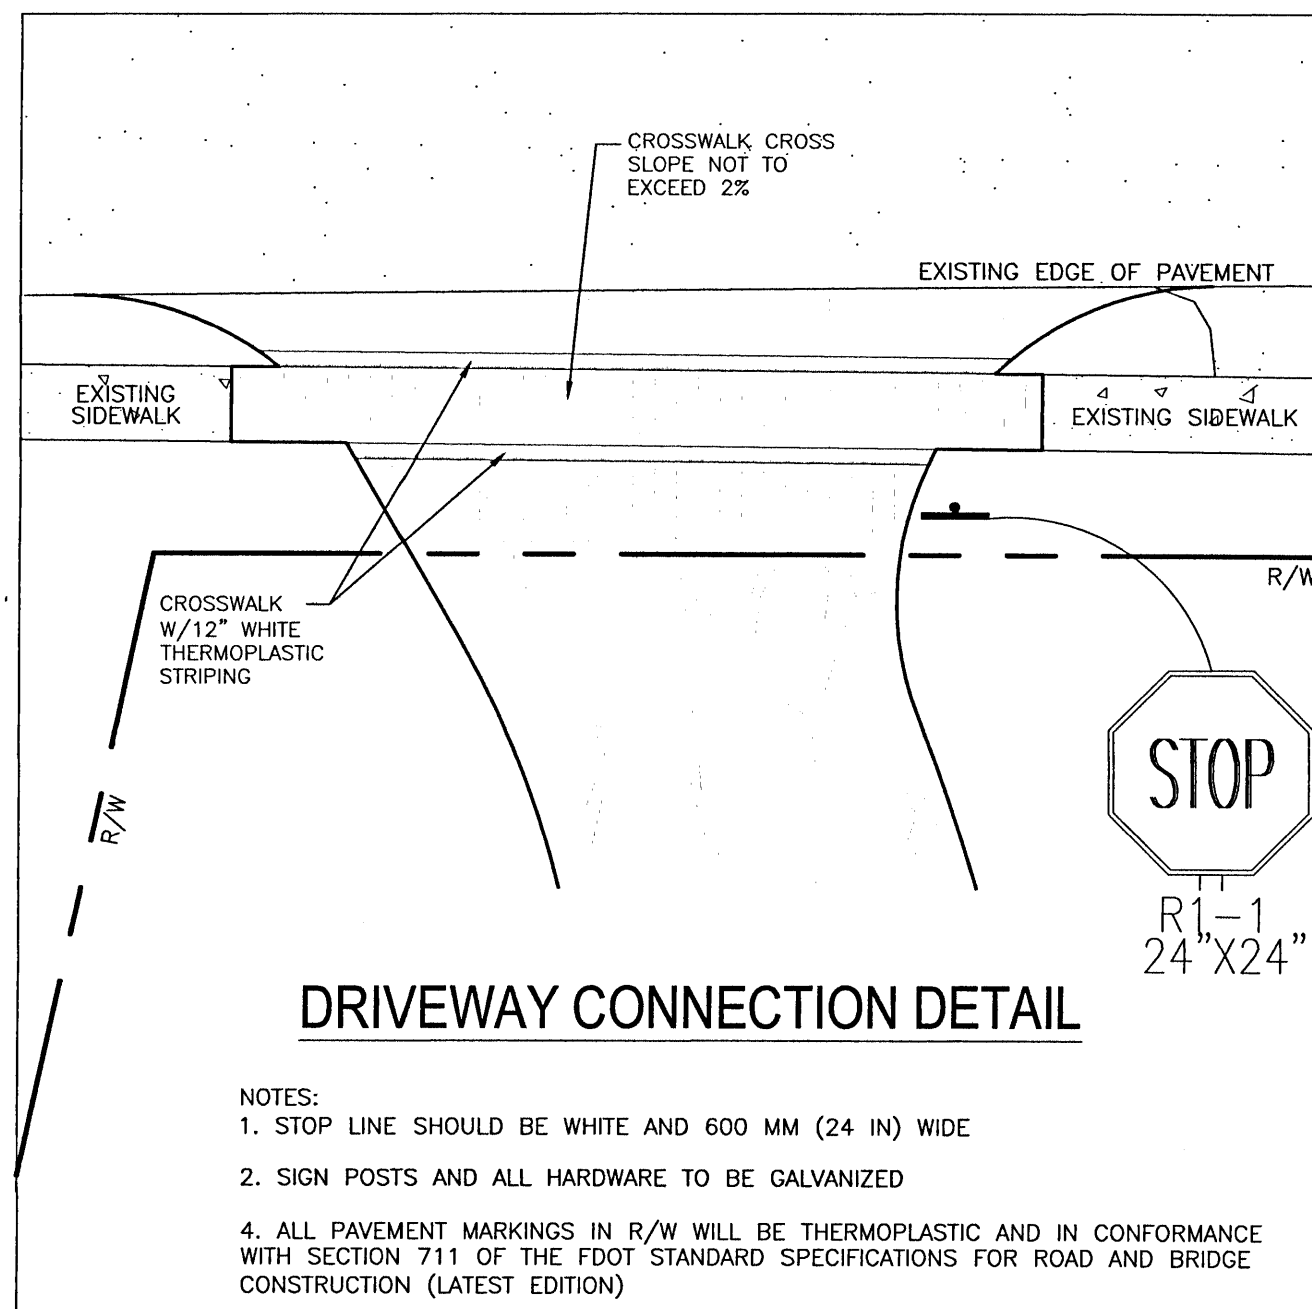 CROSSWALK CROSS
SLOPE NOT TO
EXCEED 2%
EXISTING EDGE OF PAVEMENT
EXISTING
SIDEWALK
EXISTING SIDEWALK
R/W
CROSSWALK
W/12" WHITE
THERMOPLASTIC
STRIPING
STOP
R/W
R1-1
24"X24"
DRIVEWAY CONNECTION DETAIL
NOTES:
1. STOP LINE SHOULD BE WHITE AND 600 MM (24 IN) WIDE
2. SIGN POSTS AND ALL HARDWARE TO BE GALVANIZED
4. ALL PAVEMENT MARKINGS IN R/W WILL BE THERMOPLASTIC AND IN CONFORMANCE
WITH SECTION 711 OF THE FDOT STANDARD SPECIFICATIONS FOR ROAD AND BRIDGE
CONSTRUCTION (LATEST EDITION)